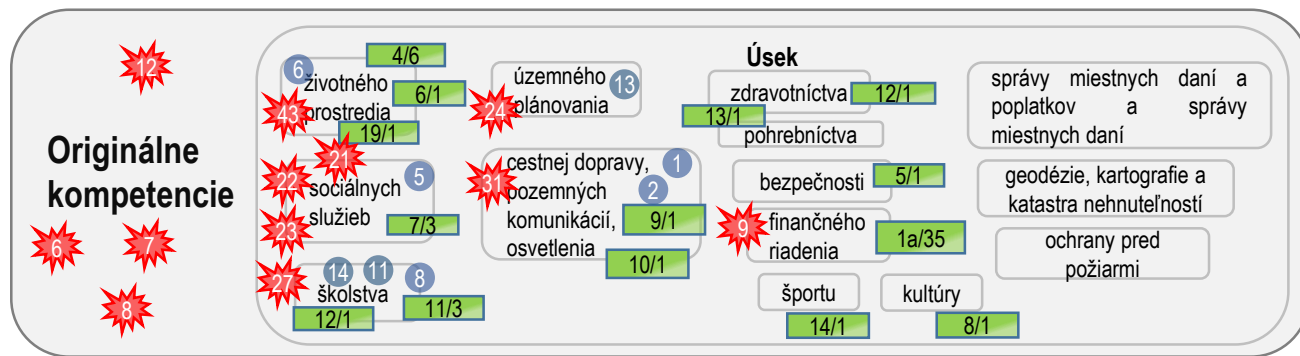 12
Originálne
kompetencie
6
7
8
Úsek
6
4/6
životného
6/1
43
prostredia
19/1
21
22
sociálnych
5
23
služieb
7/3
27
14
11
8
školstva
12/1
11/3
územného
13
24
plánovania
cestnej dopravy,
1
31
pozemných
2
komunikácií,
9/1
osvetlenia
10/1
zdravotníctva
12/1
13/1
pohrebníctva
bezpečnosti
5/1
9
finančného
riadenia
1a/35
športu
14/1
kultúry
8/1
správy miestnych daní a
poplatkov a správy
miestnych daní
geodézie, kartografie a
katastra nehnuteľností
ochrany pred
požiarmi